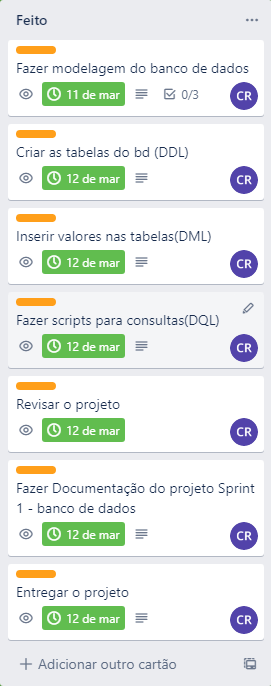 Feito
Fazer modelagem do banco de dados
11 de mar 0/3 CR
Criar as tabelas do bd (DDL)
12 de mar CR
Inserir valores nas tabelas(DML)
12 de mar CR
Fazer scripts para consultas(DQL)
12 de mar CR
Revisar o projeto
12 de mar CR
Fazer Documentação do projeto Sprint
1 - banco de dados
12 de mar CR
Entregar o projeto
12 de mar CR
Adicionar outro cartão